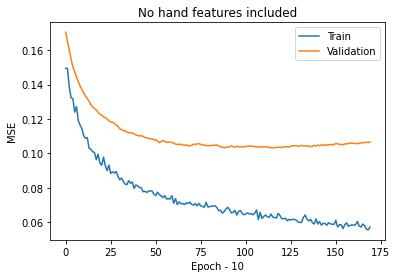 No hand features included
Train
Validation
MSE
0.16
0.14
0.12
0.10
0.08
0.06
0 25 50 75 100 125 150 175
Epoch - 10